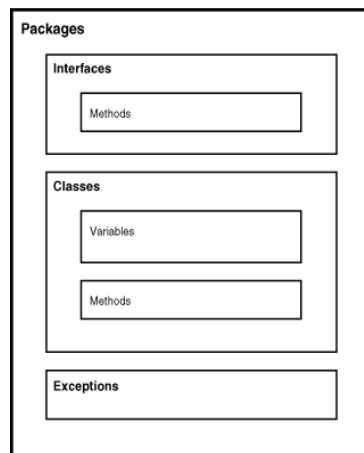 Packages
Interfaces
Methods
Classes
Variables
Methods
Exceptions